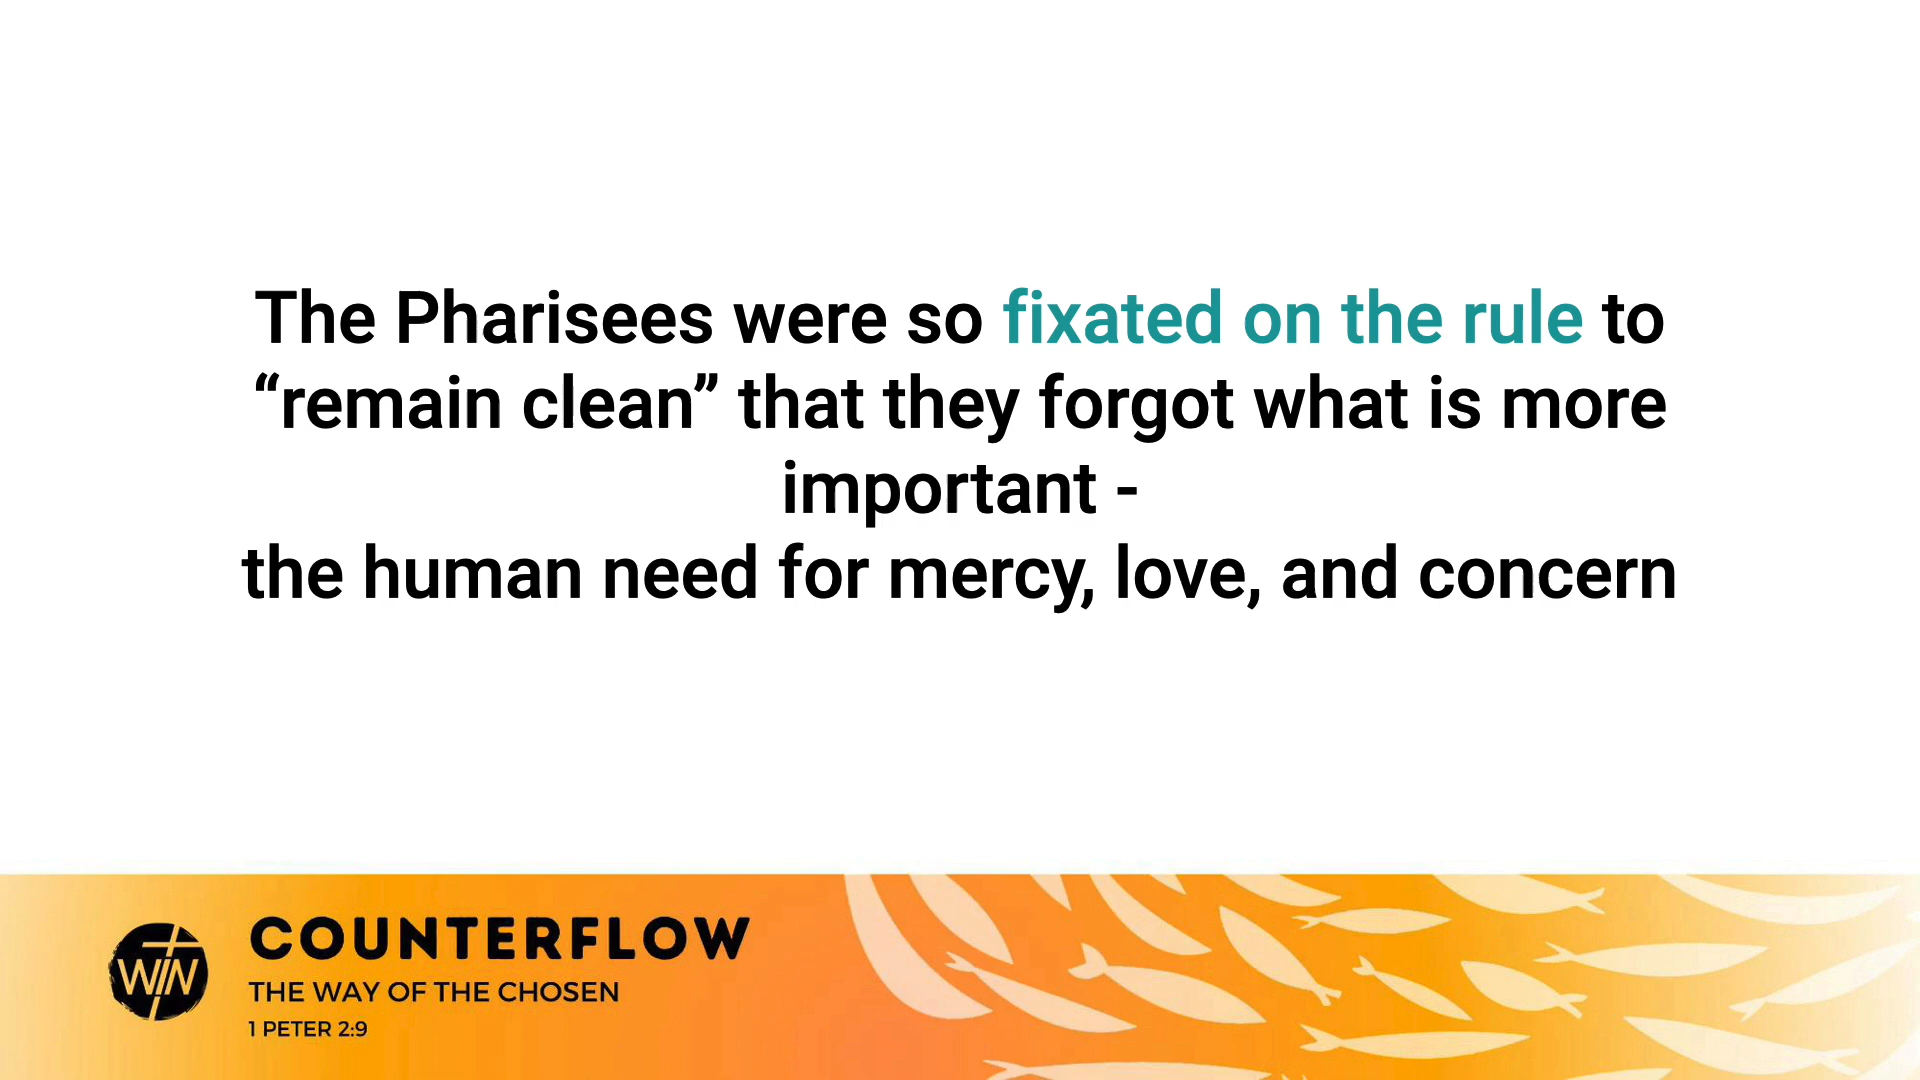 The Pharisees were so fixated on the rule to
“remain clean” that they forgot what is more
important -
the human need for mercy, love, and concern
WIN
COUNTERFLOW
THE WAY OF THE CHOSEN
1 PETER 2:9